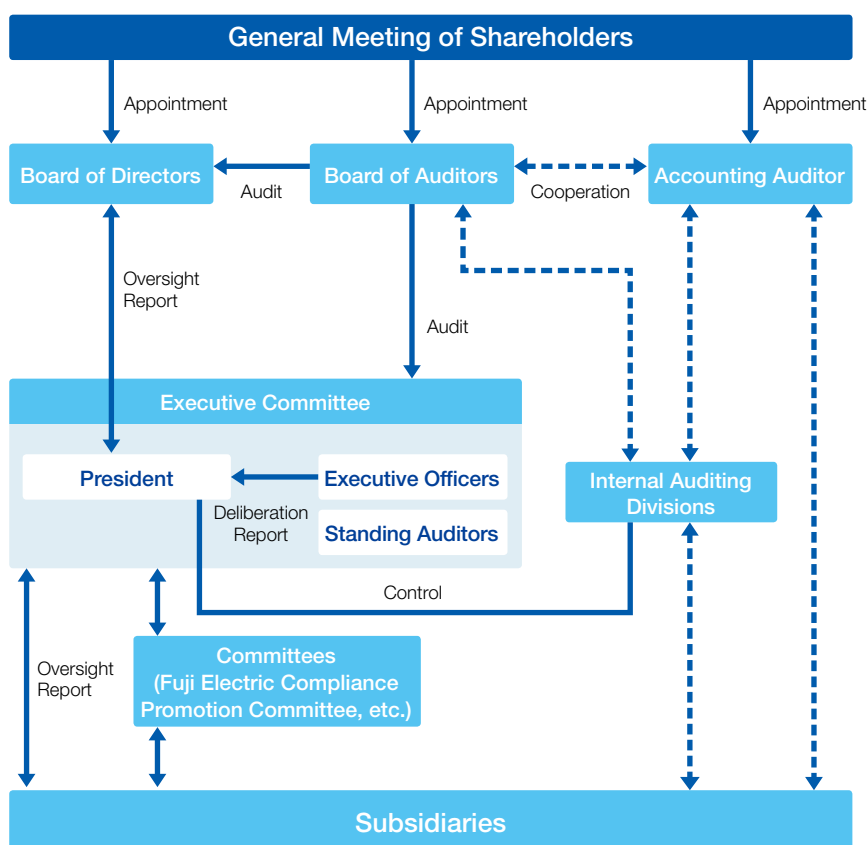 General Meeting of Shareholders
Appointment
Appointment
Appointment
Board of Directors
Board of Auditors
Accounting Auditor
Audit
Cooperation
Oversight
Report
Audit
Executive Committee
President
Executive Officers
Deliberation
Report
Standing Auditors
Internal Auditing
Divisions
Control
Oversight
Report
Committees
(Fuji Electric Compliance
Promotion Committee, etc.)
Subsidiaries